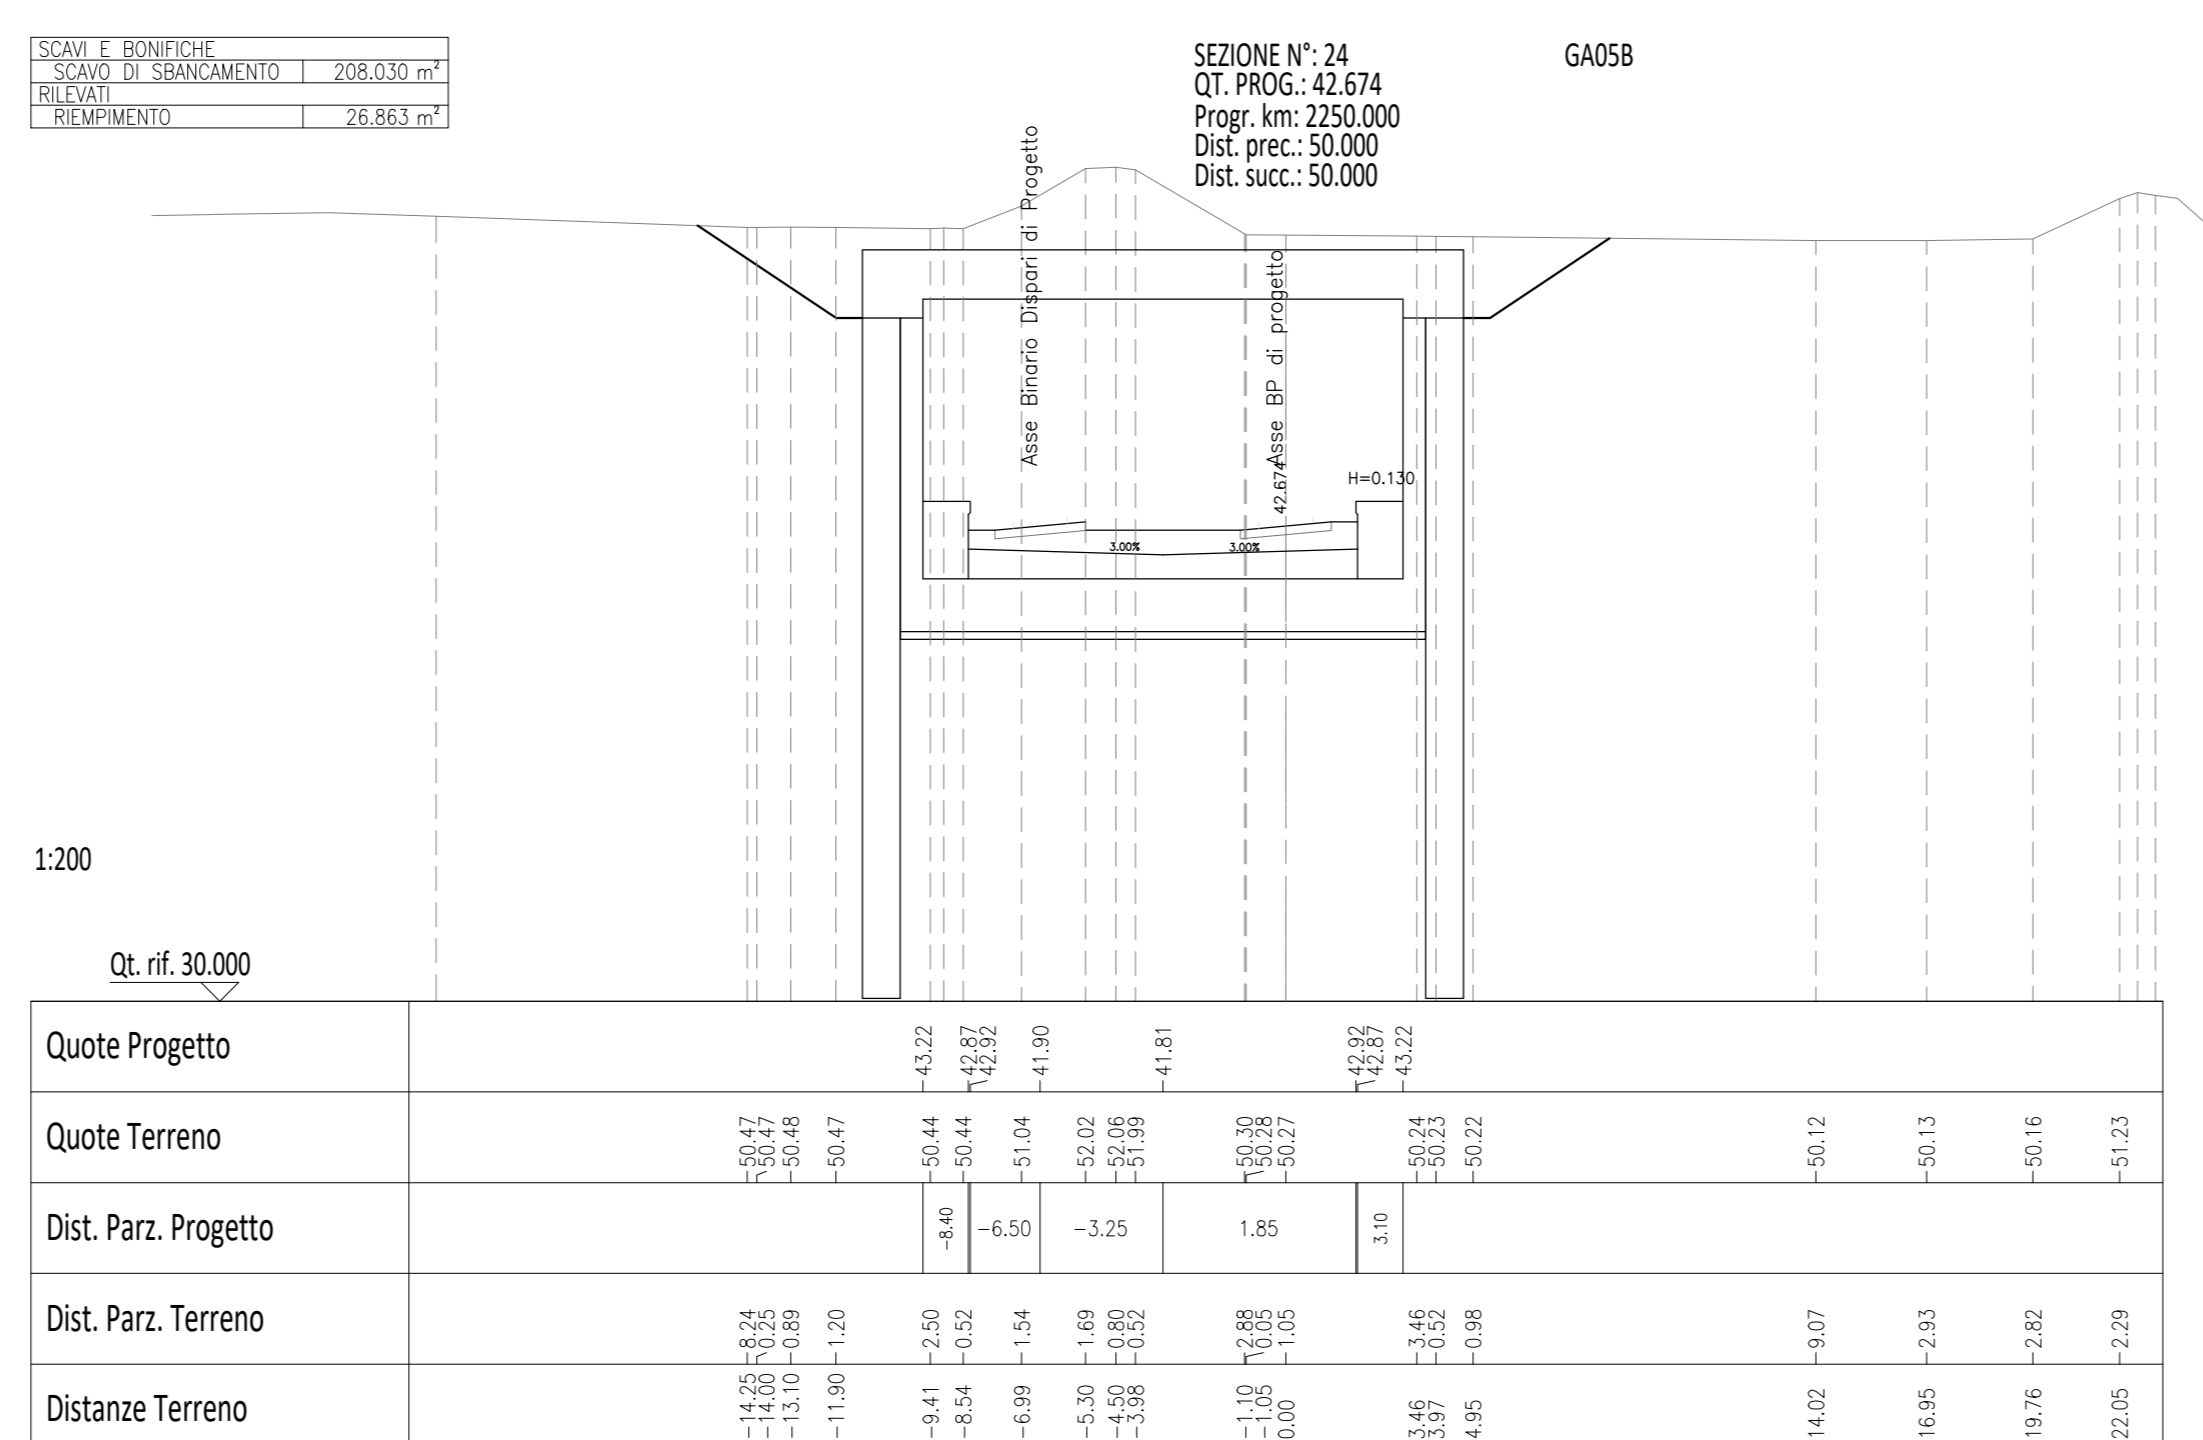 SCAVI E BONIFICHE
SCAVO DI SBANCAMENTO 208.030 m²
RILEVATI
RIEMPIMENTO 26.863 m²
SEZIONE N°: 24 GA05B
QT. PROG.: 42.674
Progr. km: 2250.000
Dist. prec.: 50.000
Dist. succ.: 50.000
Asse Binario Dispari di Progetto
Asse BP di progetto
42.674
H=0.130
3.00% 3.00%
1:200
Qt. rif. 30.000
Quote Progetto 43.22 42.87 42.92 41.90 41.81 42.92 42.87 43.22
Quote Terreno 50.47 50.47 50.48 50.47 50.44 50.44 51.04 52.02 52.06 51.99 50.30 50.28 50.27 50.24 50.23 50.22 50.12 50.13 50.16 51.23
Dist. Parz. Progetto -8.40 -6.50 -3.25 1.85 3.10
Dist. Parz. Terreno 8.24 0.25 0.89 1.20 2.50 0.52 1.54 1.69 0.80 0.52 2.88 0.05 1.05 3.46 0.52 0.98 9.07 2.93 2.82 2.29
Distanze Terreno -14.25 -14.00 -13.10 -11.90 -9.41 -8.54 -6.99 -5.30 -4.50 -3.98 -1.10 -1.05 0.00 3.46 3.97 4.95 14.02 16.95 19.76 22.05